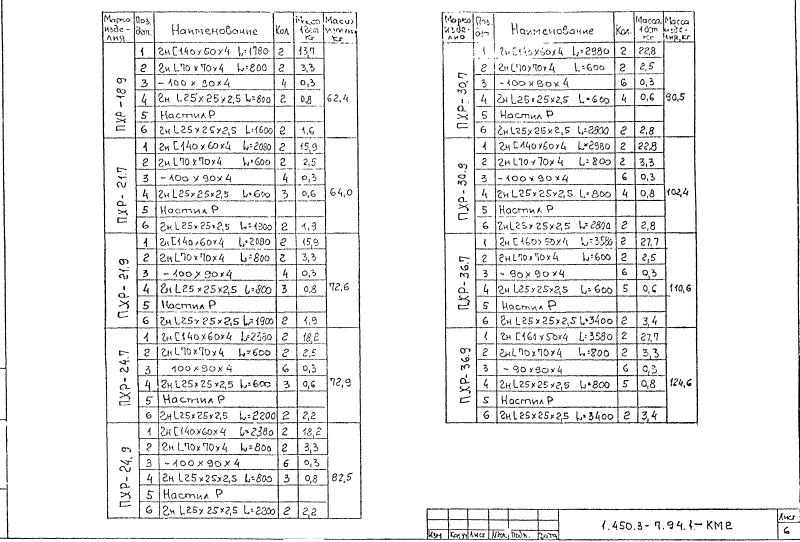 Марка изде-лия Поз. дет. Наименование Кол. Масса 1 дет кг Масса изделия, кг
ПХР-18.9 62,4
1 2н [140×60×4 L=1780 2 13,7
2 2н L70×70×4 L=800 2 3,3
3 -100×90×4 4 0,3
4 2н L25×25×2,5 L=800 2 0,8
5 Настил Р
6 2н L25×25×2,5 L=1600 2 1,6
ПХР-21.7 64,0
1 2н [140×60×4 L=2080 2 15,9
2 2н L70×70×4 L=600 2 2,5
3 -100×90×4 4 0,3
4 2н L25×25×2,5 L=600 3 0,6
5 Настил Р
6 2н L25×25×2,5 L=1900 2 1,9
ПХР-21.9 72,6
1 2н [140×60×4 L=2080 2 15,9
2 2н L70×70×4 L=800 2 3,3
3 -100×90×4 4 0,3
4 2н L25×25×2,5 L=800 3 0,8
5 Настил Р
6 2н L25×25×2,5 L=1900 2 1,9
ПХР-24.7 72,9
1 2н [140×60×4 L=2380 2 18,2
2 2н L70×70×4 L=600 2 2,5
3 100×90×4 6 0,3
4 2н L25×25×2,5 L=600 3 0,6
5 Настил Р
6 2н L25×25×2,5 L=2200 2 2,2
ПХР-24.9 82,5
1 2н [140×60×4 L=2380 2 18,2
2 2н L70×70×4 L=800 2 3,3
3 -100×90×4 6 0,3
4 2н L25×25×2,5 L=800 3 0,8
5 Настил Р
6 2н L25×25×2,5 L=2200 2 2,2
Марка изде-лия Поз. дет. Наименование Кол. Масса 1 дет кг Масса изделия, кг
ПХР-30.7 90,5
1 2н [140×60×4 L=2980 2 22,8
2 2н L70×70×4 L=600 2 2,5
3 -100×90×4 6 0,3
4 2н L25×25×2,5 L=600 4 0,6
5 Настил Р
6 2н L25×25×2,5 L=2800 2 2,8
ПХР-30.9 102,4
1 2н [140×60×4 L=2980 2 22,8
2 2н L70×70×4 L=800 2 3,3
3 -100×90×4 6 0,3
4 2н L25×25×2,5 L=800 4 0,8
5 Настил Р
6 2н L25×25×2,5 L=2800 2 2,8
ПХР-36.7 110,6
1 2н [160×50×4 L=3580 2 27,7
2 2н L70×70×4 L=600 2 2,5
3 -90×90×4 6 0,3
4 2н L25×25×2,5 L=600 5 0,6
5 Настил Р
6 2н L25×25×2,5 L=3400 2 3,4
ПХР-36.9 124,6
1 2н [160×50×4 L=3580 2 27,7
2 2н L70×70×4 L=800 2 3,3
3 -90×90×4 6 0,3
4 2н L25×25×2,5 L=800 5 0,8
5 Настил Р
6 2н L25×25×2,5 L=3400 2 3,4
1.450.3-7.94.1-КМ2
Лист
6
Изм Кол.уч Лист №док. Подп. Дата